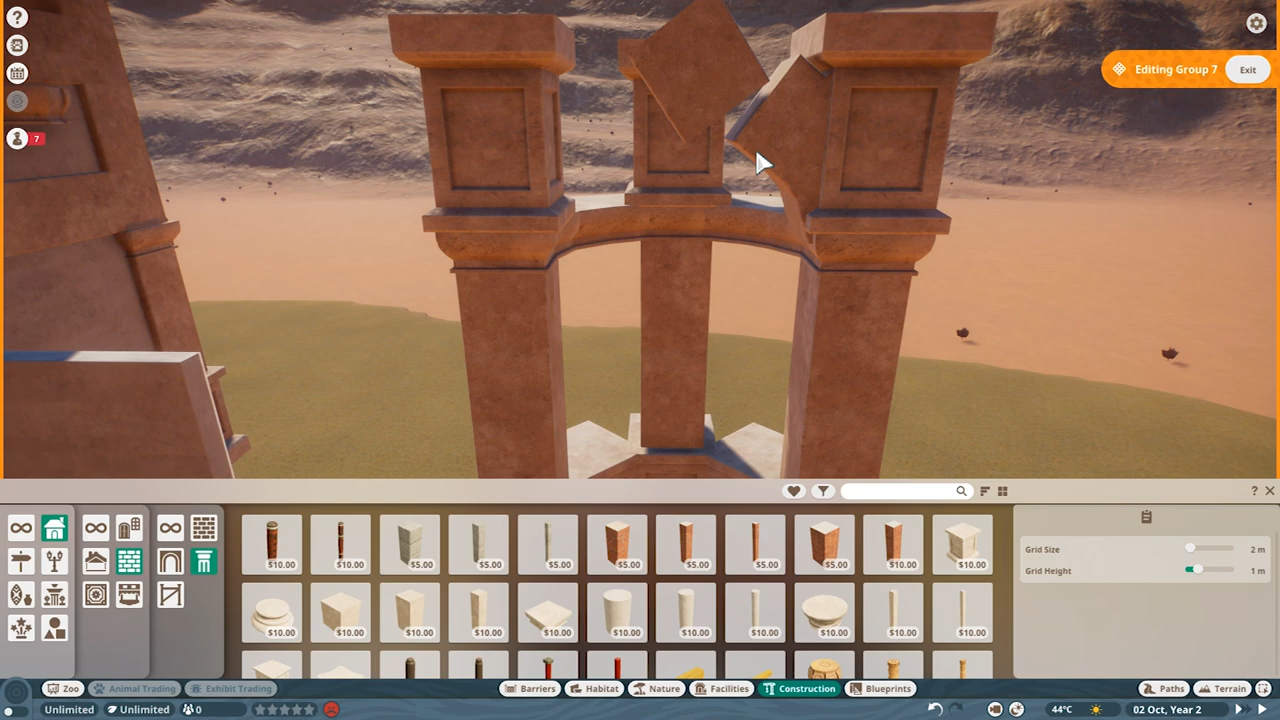 ?
Editing Group 7
Exit
7
?
Grid Size
2 m
Grid Height
1 m
$10.00 $10.00 $5.00 $5.00 $5.00 $5.00 $5.00 $5.00 $5.00 $10.00 $10.00
$10.00 $10.00 $10.00 $10.00 $10.00 $10.00 $10.00 $10.00 $10.00 $10.00 $10.00
Zoo
Animal Trading
Exhibit Trading
Barriers
Habitat
Nature
Facilities
Construction
Blueprints
Paths
Terrain
Unlimited
Unlimited
0
44°C
02 Oct, Year 2